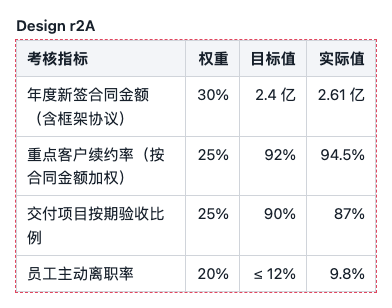 Design r2A
考核指标 权重 目标值 实际值
年度新签合同金额 30% 2.4 亿 2.61 亿
（含框架协议）
重点客户续约率（按 25% 92% 94.5%
合同金额加权）
交付项目按期验收比 25% 90% 87%
例
员工主动离职率 20% ≤ 12% 9.8%